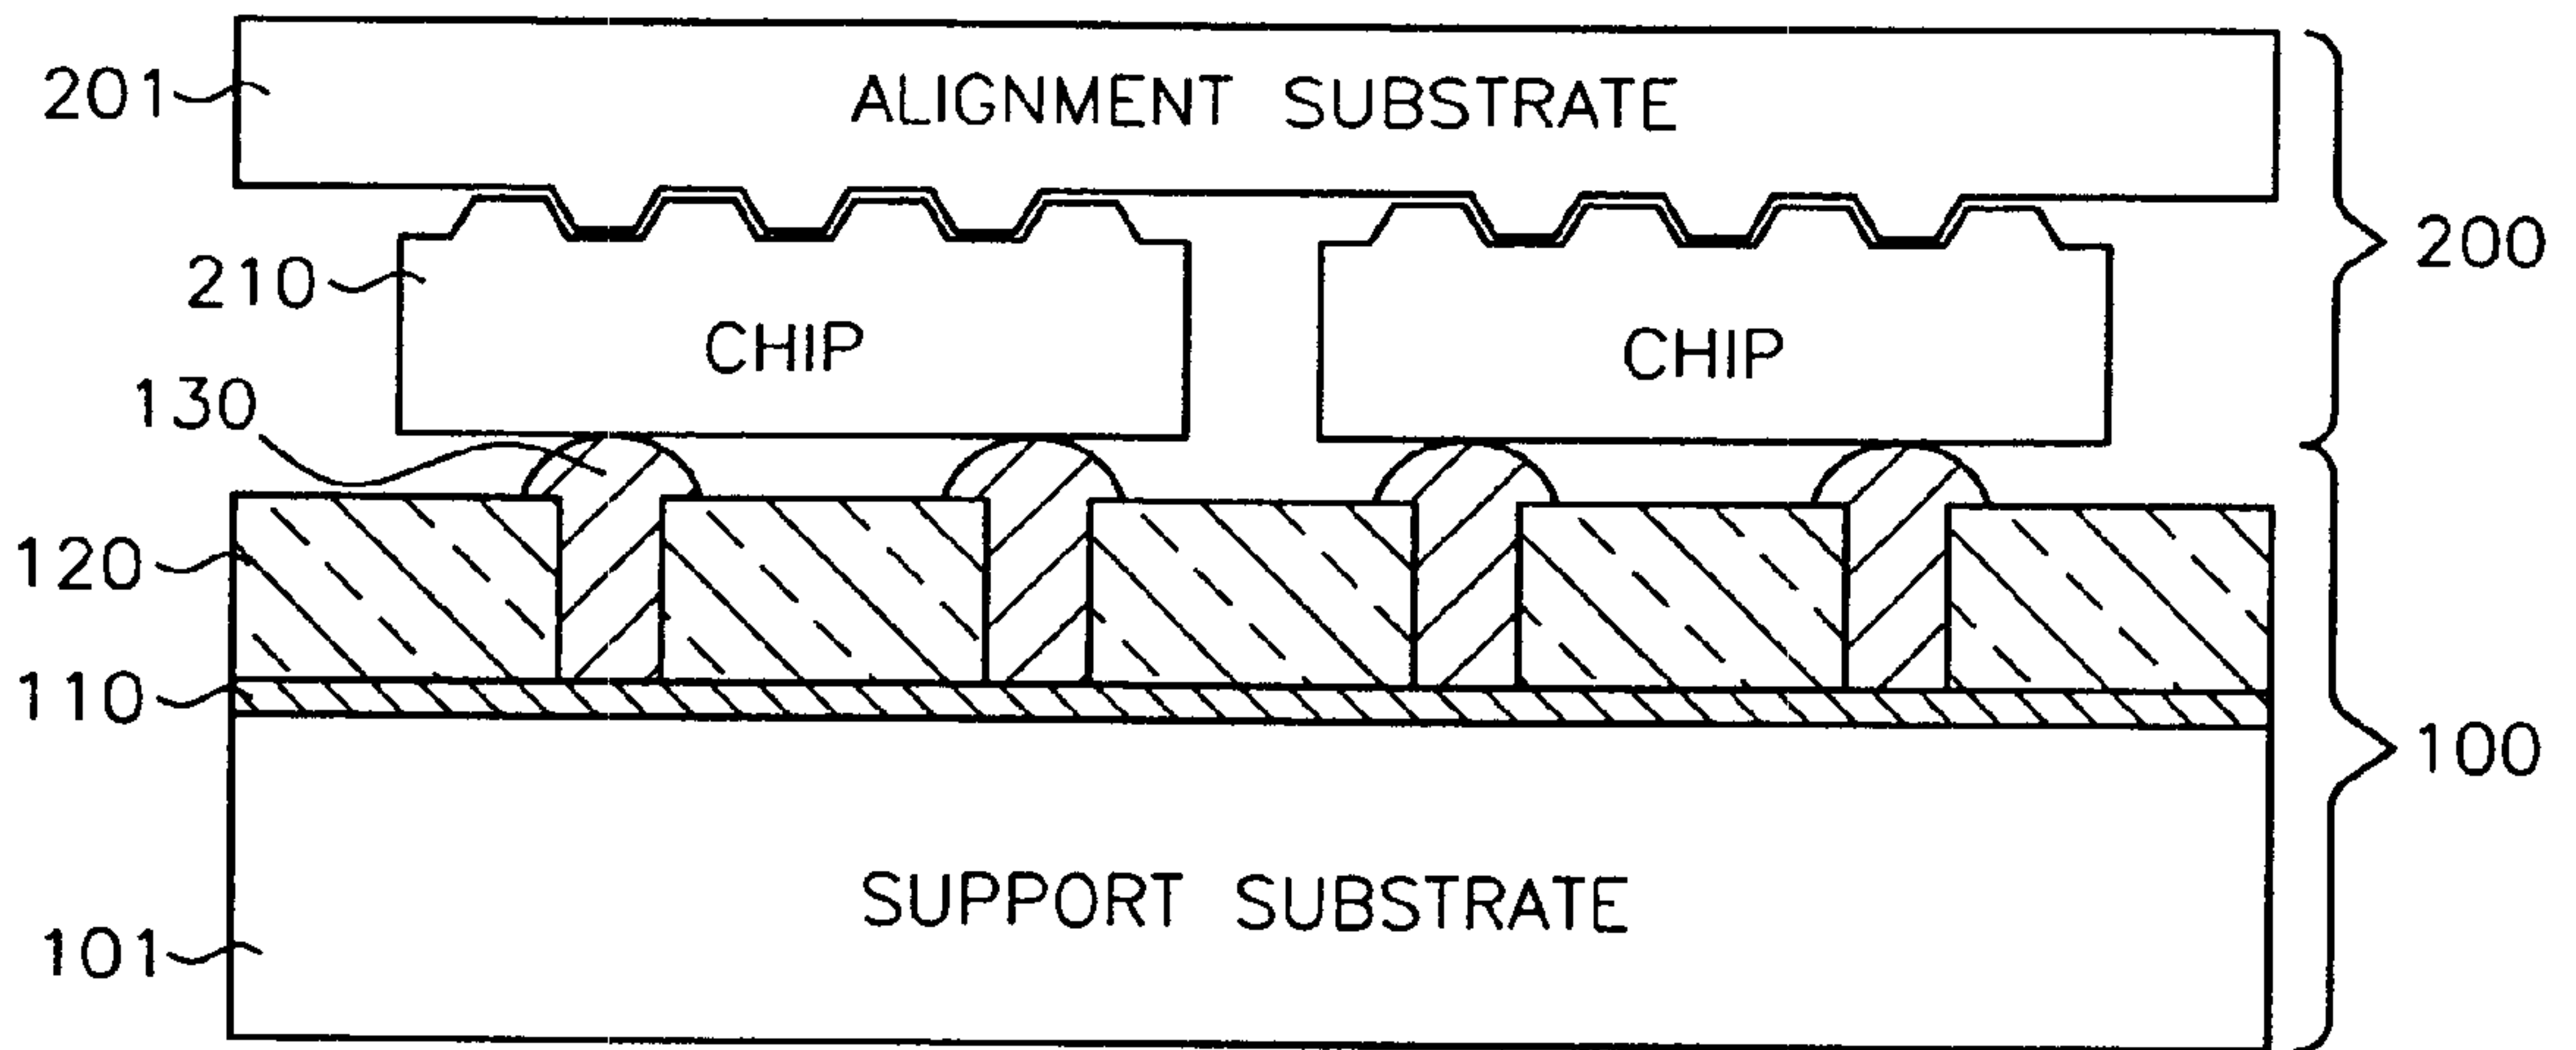 201
ALIGNMENT SUBSTRATE
200
210
CHIP
CHIP
130
120
110
100
SUPPORT SUBSTRATE
101